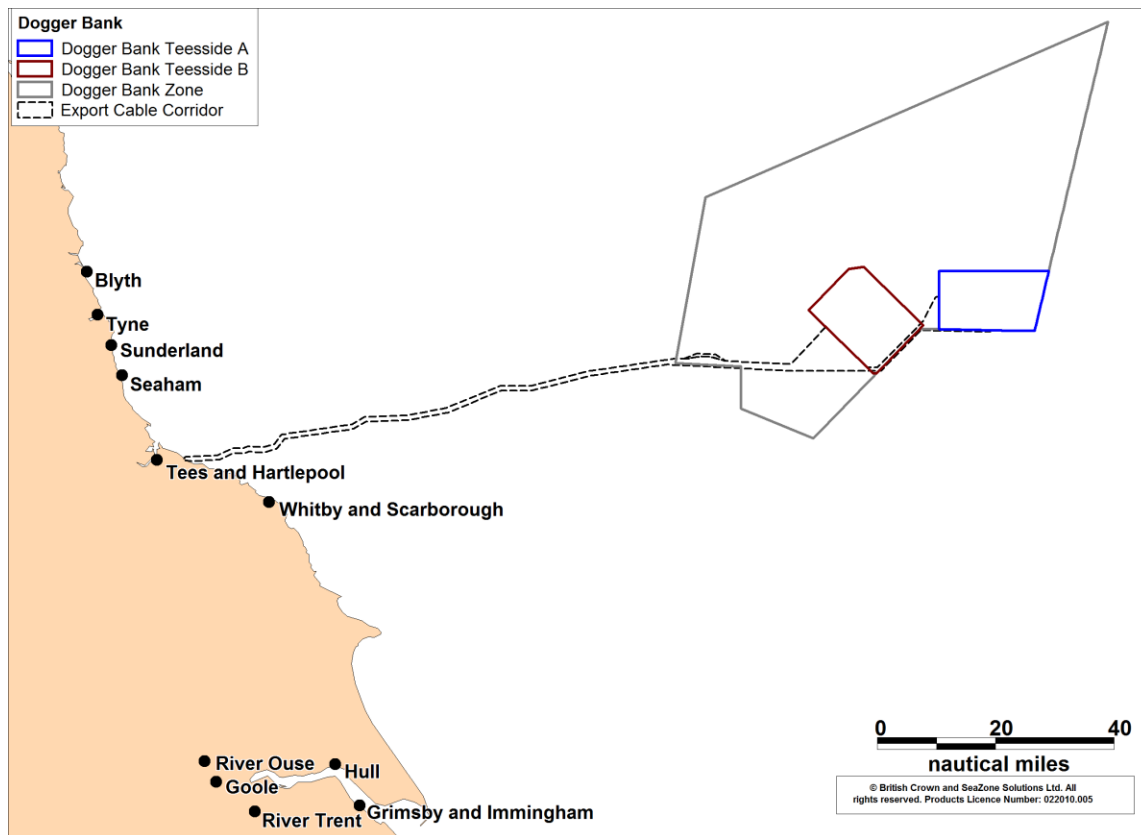 Dogger Bank
Dogger Bank Teesside A
Dogger Bank Teesside B
Dogger Bank Zone
Export Cable Corridor
Blyth
Tyne
Sunderland
Seaham
Tees and Hartlepool
Whitby and Scarborough
River Ouse
Hull
Goole
Grimsby and Immingham
River Trent
0 20 40
nautical miles
© British Crown and SeaZone Solutions Ltd. All
rights reserved. Products Licence Number: 022010.005